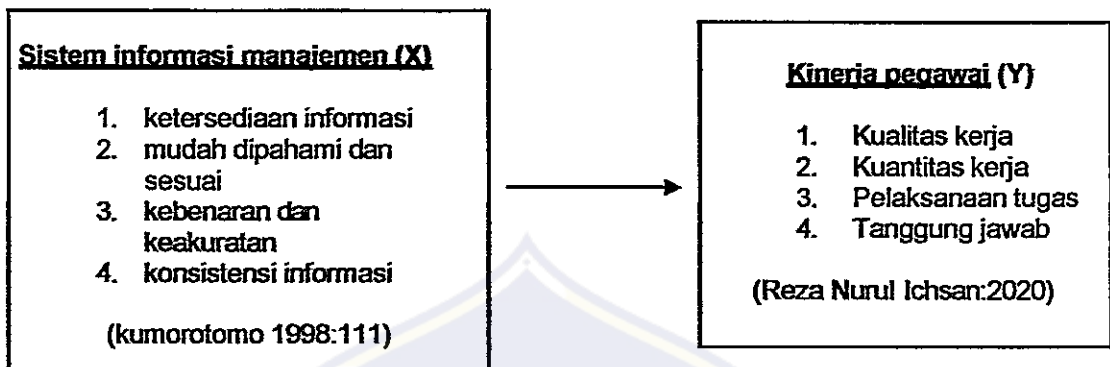 Sistem informasi manajemen (X)
1. ketersediaan informasi
2. mudah dipahami dan
sesuai
3. kebenaran dan
keakuratan
4. konsistensi informasi
(kumorotomo 1998:111)
Kinerja pegawai (Y)
1. Kualitas kerja
2. Kuantitas kerja
3. Pelaksanaan tugas
4. Tanggung jawab
(Reza Nurul Ichsan:2020)